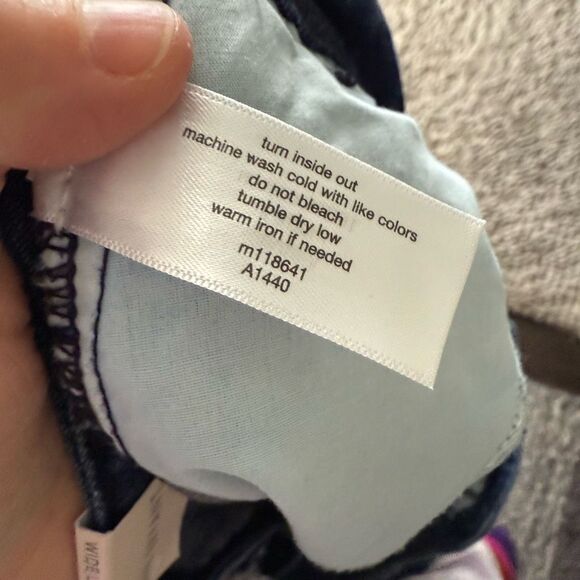 turn inside out
machine wash cold with like colors
do not bleach
tumble dry low
warm iron if needed
m118641
A1440
WIDE